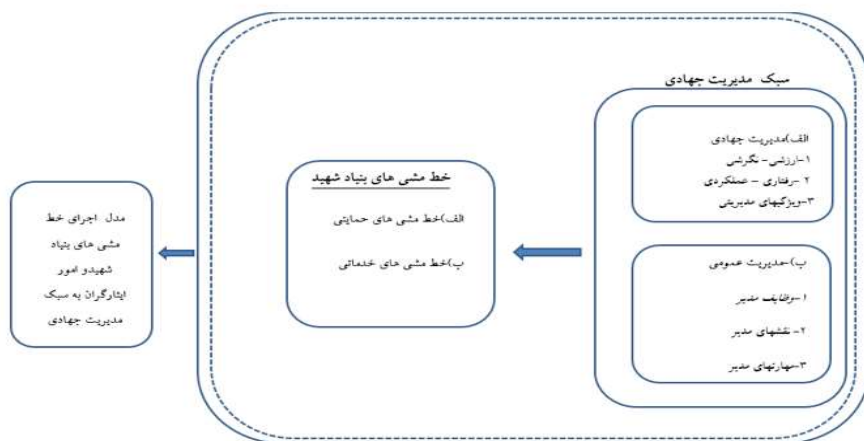 سبک مدیریت جهادی
الف)مدیریت جهادی
۱-ارزشی- نگرشی
۲ -رفتاری – عملکردی
۳-ویژگیهای مدیریتی
ب)-مدیریت عمومی
۱-وظایف مدیر
۲- نقشهای مدیر
۳-مهارتهای مدیر
خط مشی های بنیاد شهید
الف)خط مشی های حمایتی
ب)خط مشی های خدماتی
مدل اجرای خط
مشی های بنیاد
شهیدو امور
ایثارگران به سبک
مدیریت جهادی